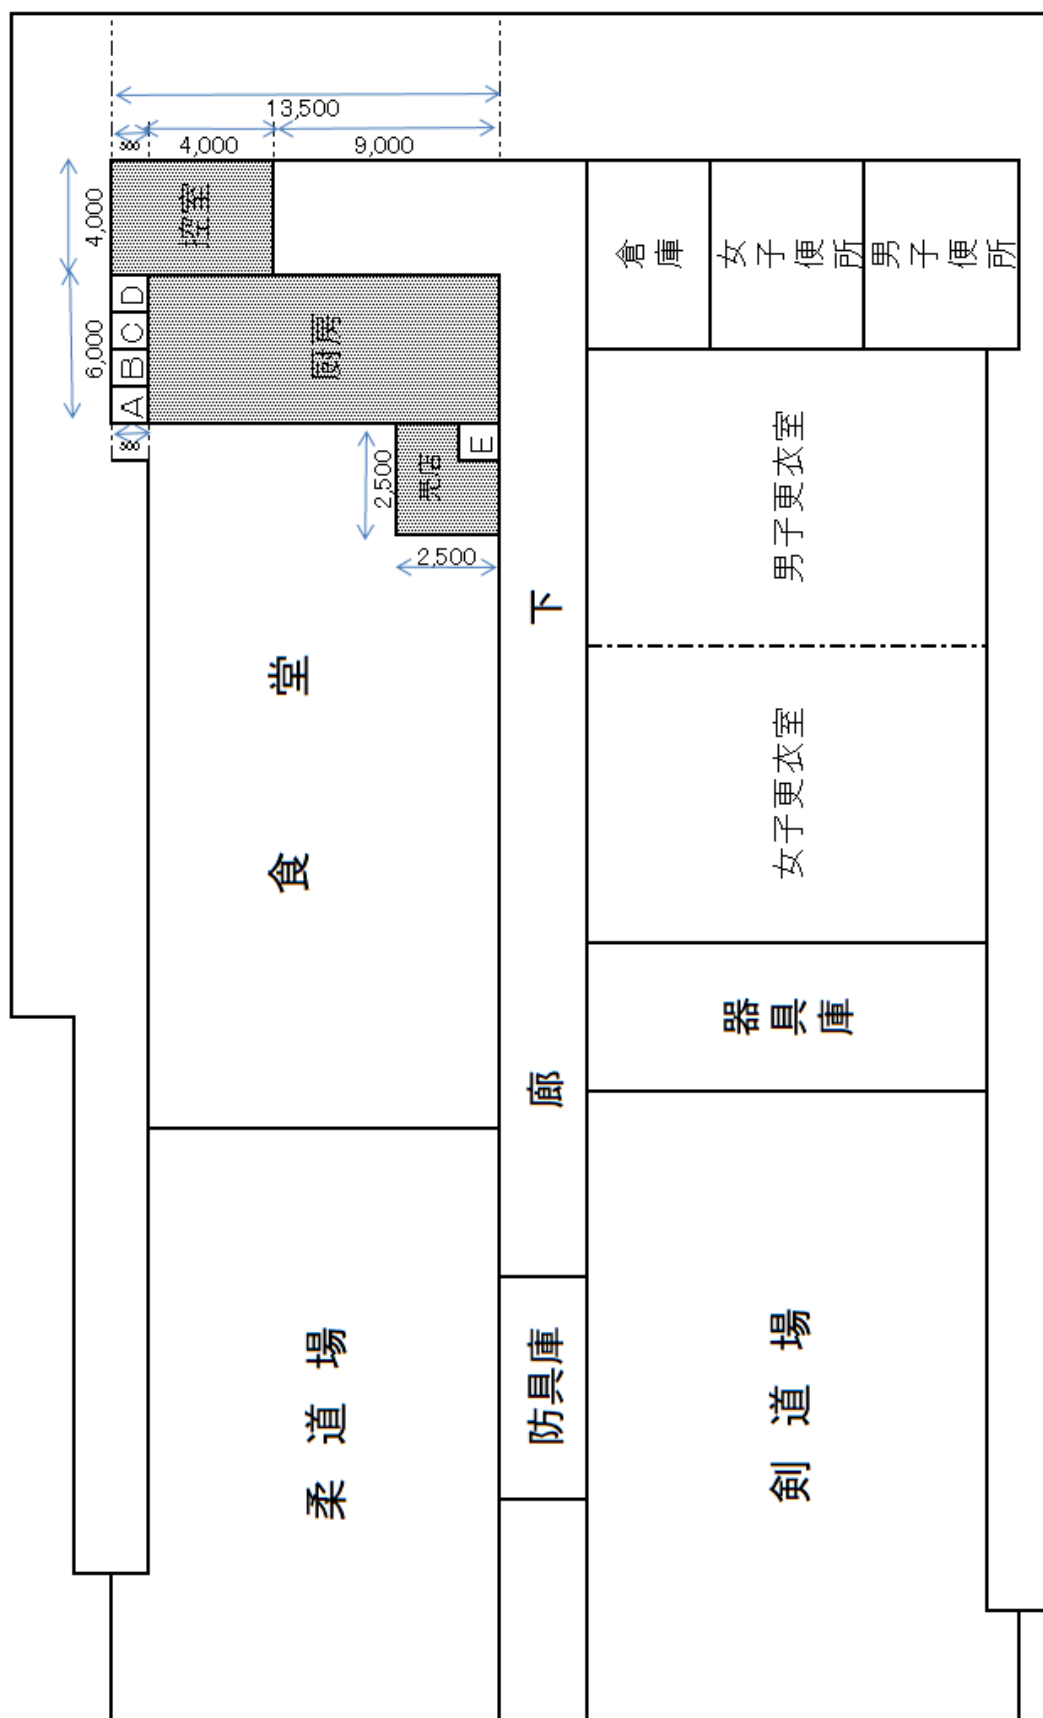 13,500
4,000
9,000
4,000
控室
6,000
A
B
C
D
厨房
2,500
売店
E
2,500
食堂
廊下
倉庫
女子便所
男子便所
男子更衣室
女子更衣室
器具庫
柔道場
防具庫
剣道場